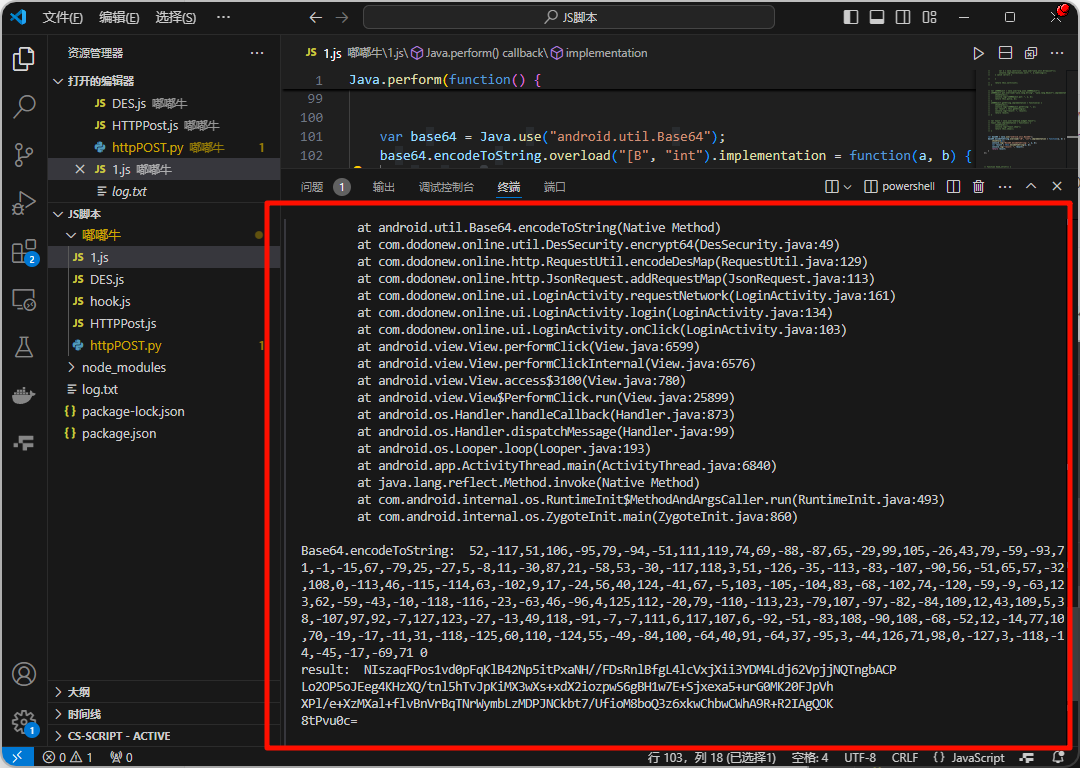 文件(F) 编辑(E) 选择(S) ··· JS脚本
资源管理器 ···
打开的编辑器
JS DES.js 嘟嘟牛
JS HTTPPost.js 嘟嘟牛
httpPOST.py 嘟嘟牛 1
JS 1.js 嘟嘟牛
log.txt
JS脚本
嘟嘟牛
JS 1.js
JS DES.js
JS hook.js
JS HTTPPost.js
httpPOST.py 1
node_modules
log.txt
{} package-lock.json
{} package.json
大纲
时间线
CS-SCRIPT - ACTIVE
2
1
JS 1.js 嘟嘟牛\1.js\Java.perform() callback\implementation
1 Java.perform(function() {
99
100
101 var base64 = Java.use("android.util.Base64");
102 base64.encodeToString.overload("[B", "int").implementation = function(a, b) {
问题 1 输出 调试控制台 终端 端口 powershell
at android.util.Base64.encodeToString(Native Method)
at com.dodonew.online.util.DesSecurity.encrypt64(DesSecurity.java:49)
at com.dodonew.online.http.RequestUtil.encodeDesMap(RequestUtil.java:129)
at com.dodonew.online.http.JsonRequest.addRequestMap(JsonRequest.java:113)
at com.dodonew.online.ui.LoginActivity.requestNetwork(LoginActivity.java:161)
at com.dodonew.online.ui.LoginActivity.login(LoginActivity.java:134)
at com.dodonew.online.ui.LoginActivity.onClick(LoginActivity.java:103)
at android.view.View.performClick(View.java:6599)
at android.view.View.performClickInternal(View.java:6576)
at android.view.View.access$3100(View.java:780)
at android.view.View$PerformClick.run(View.java:25899)
at android.os.Handler.handleCallback(Handler.java:873)
at android.os.Handler.dispatchMessage(Handler.java:99)
at android.os.Looper.loop(Looper.java:193)
at android.app.ActivityThread.main(ActivityThread.java:6840)
at java.lang.reflect.Method.invoke(Native Method)
at com.android.internal.os.RuntimeInit$MethodAndArgsCaller.run(RuntimeInit.java:493)
at com.android.internal.os.ZygoteInit.main(ZygoteInit.java:860)
Base64.encodeToString: 52,-117,51,106,-95,79,-94,-51,111,119,74,69,-88,-87,65,-29,99,105,-26,43,79,-59,-93,7
1,-1,-15,67,-79,25,-27,5,-8,11,-30,87,21,-58,53,-30,-117,118,3,51,-126,-35,-113,-83,-107,-90,56,-51,65,57,-32
,108,0,-113,46,-115,-114,63,-102,9,17,-24,56,40,124,-41,67,-5,103,-105,-104,83,-68,-102,74,-120,-59,-9,-63,12
3,62,-59,-43,-10,-118,-116,-23,-63,46,-96,4,125,112,-20,79,-110,-113,23,-79,107,-97,-82,-84,109,12,43,109,5,3
8,-107,97,92,-7,127,123,-27,-13,49,118,-91,-7,-7,111,6,117,107,6,-92,-51,-83,108,-90,108,-68,-52,12,-14,77,10
,70,-19,-17,-11,31,-118,-125,60,110,-124,55,-49,-84,100,-64,40,91,-64,37,-95,3,-44,126,71,98,0,-127,3,-118,-1
4,-45,-17,-69,71 0
result: NIszaqFPos1vd0pFqKlB42Np5itPxaNH//FDsRnlBfgL4lcVxjXii3YDM4Ldj62VpjjNQTngbACP
Lo2OP5oJEeg4KHzXQ/tnl5hTvJpKiMX3wXs+xdX2iozpwS6gBH1w7E+Sjxexa5+urG0MK20FJpVh
XPl/e+XzMXal+flvBnVrBqTNrWymbLzMDPJNCkbt7/UfioM8boQ3z6xkwChbwCWhA9R+R2IAgQOK
8tPvu0c=
0 1 0 行 103，列 18 (已选择1) 空格: 4 UTF-8 CRLF {} JavaScript